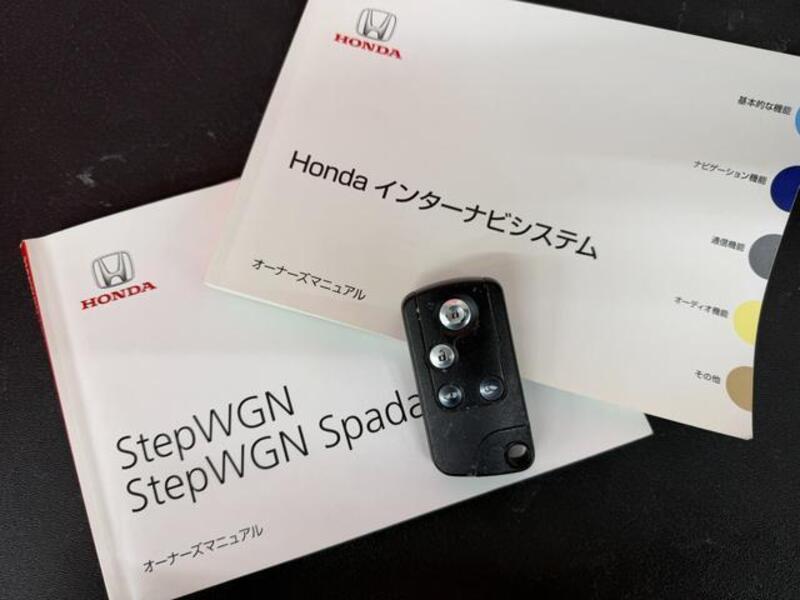 HONDA
Honda インターナビシステム
オーナーズマニュアル
基本的な機能
ナビゲーション機能
通信機能
オーディオ機能
その他
HONDA
StepWGN
StepWGN Spada
オーナーズマニュアル